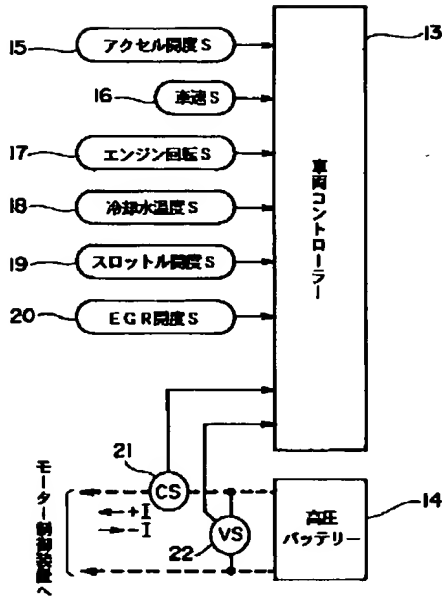 15
アクセル開度S
13
16
車速S
17
エンジン回転S
18
冷却水温度S
19
スロットル開度S
20
EGR開度S
車両コントローラー
21
CS
+I
-I
VS
22
モーター制御装置へ
高圧
バッテリー
14